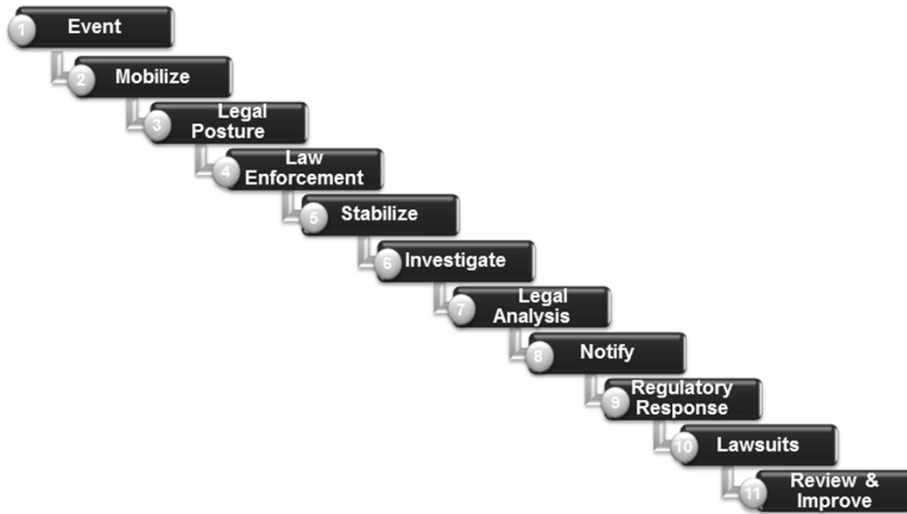 1 Event
2 Mobilize
3 Legal
Posture
4 Law
Enforcement
5 Stabilize
6 Investigate
7 Legal
Analysis
8 Notify
9 Regulatory
Response
10 Lawsuits
11 Review &
Improve